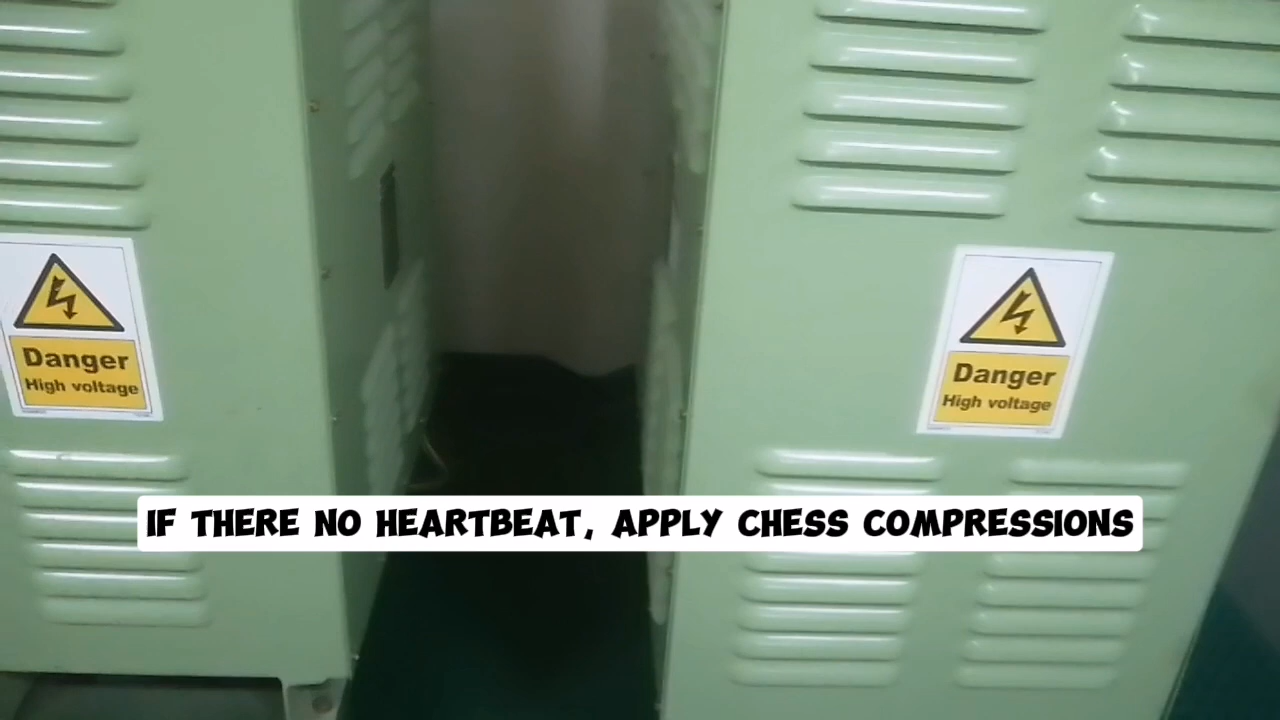 Danger
High voltage
Danger
High voltage
IF THERE NO HEARTBEAT, APPLY CHESS COMPRESSIONS